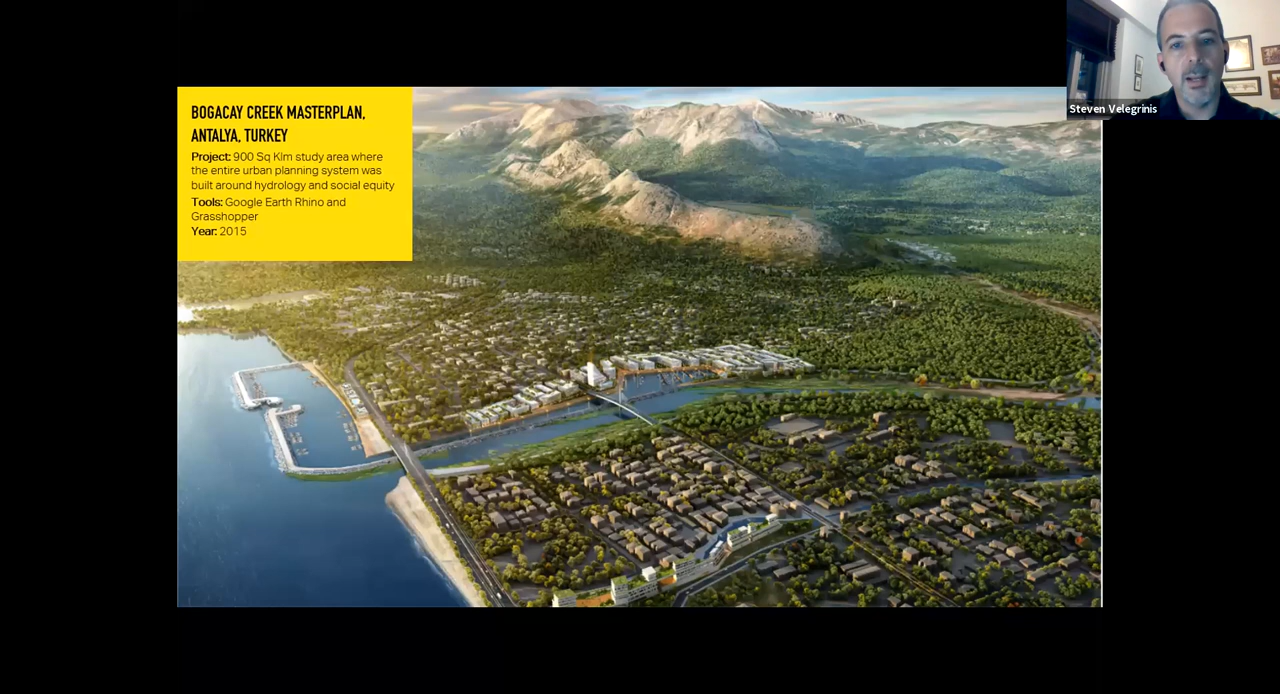 BOGACAY CREEK MASTERPLAN,
ANTALYA, TURKEY
Project: 900 Sq Klm study area where
the entire urban planning system was
built around hydrology and social equity
Tools: Google Earth Rhino and
Grasshopper
Year: 2015
Steven Velegrinis